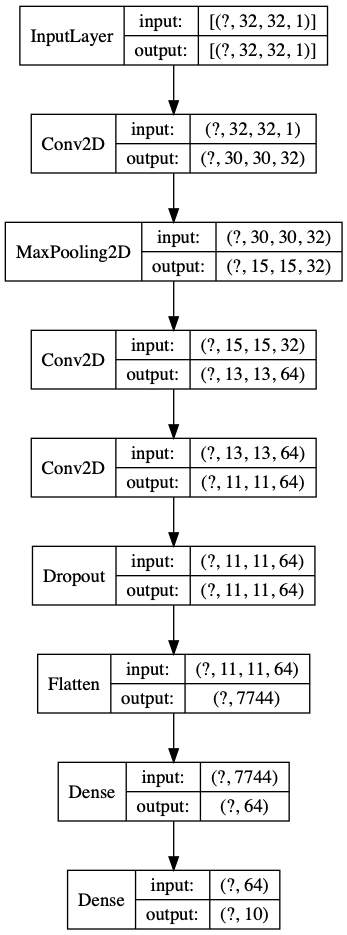 InputLayer input: [(?, 32, 32, 1)]
output: [(?, 32, 32, 1)]
Conv2D input: (?, 32, 32, 1)
output: (?, 30, 30, 32)
MaxPooling2D input: (?, 30, 30, 32)
output: (?, 15, 15, 32)
Conv2D input: (?, 15, 15, 32)
output: (?, 13, 13, 64)
Conv2D input: (?, 13, 13, 64)
output: (?, 11, 11, 64)
Dropout input: (?, 11, 11, 64)
output: (?, 11, 11, 64)
Flatten input: (?, 11, 11, 64)
output: (?, 7744)
Dense input: (?, 7744)
output: (?, 64)
Dense input: (?, 64)
output: (?, 10)